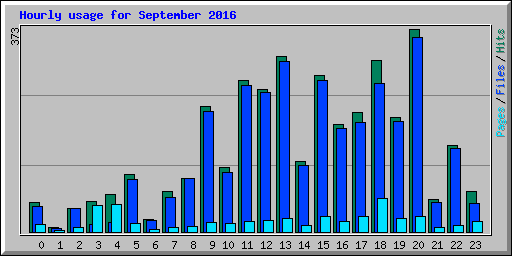 Hourly usage for September 2016
373
Pages/Files/Hits
0 1 2 3 4 5 6 7 8 9 10 11 12 13 14 15 16 17 18 19 20 21 22 23